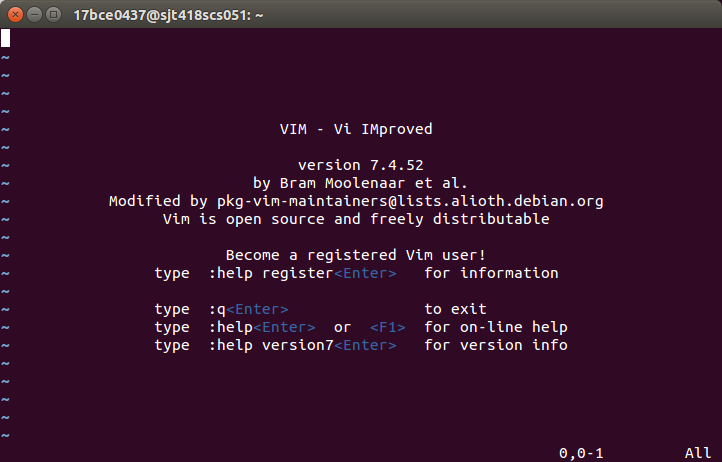 17bce0437@sjt418scs051: ~
~
~
~
~
~
VIM - Vi IMproved
~
~
version 7.4.52
~
by Bram Moolenaar et al.
~
Modified by pkg-vim-maintainers@lists.alioth.debian.org
~
Vim is open source and freely distributable
~
~
Become a registered Vim user!
~
type :help register<Enter> for information
~
~
type :q<Enter> to exit
~
type :help<Enter> or <F1> for on-line help
~
type :help version7<Enter> for version info
~
~
~
~
~
~
0,0-1 All